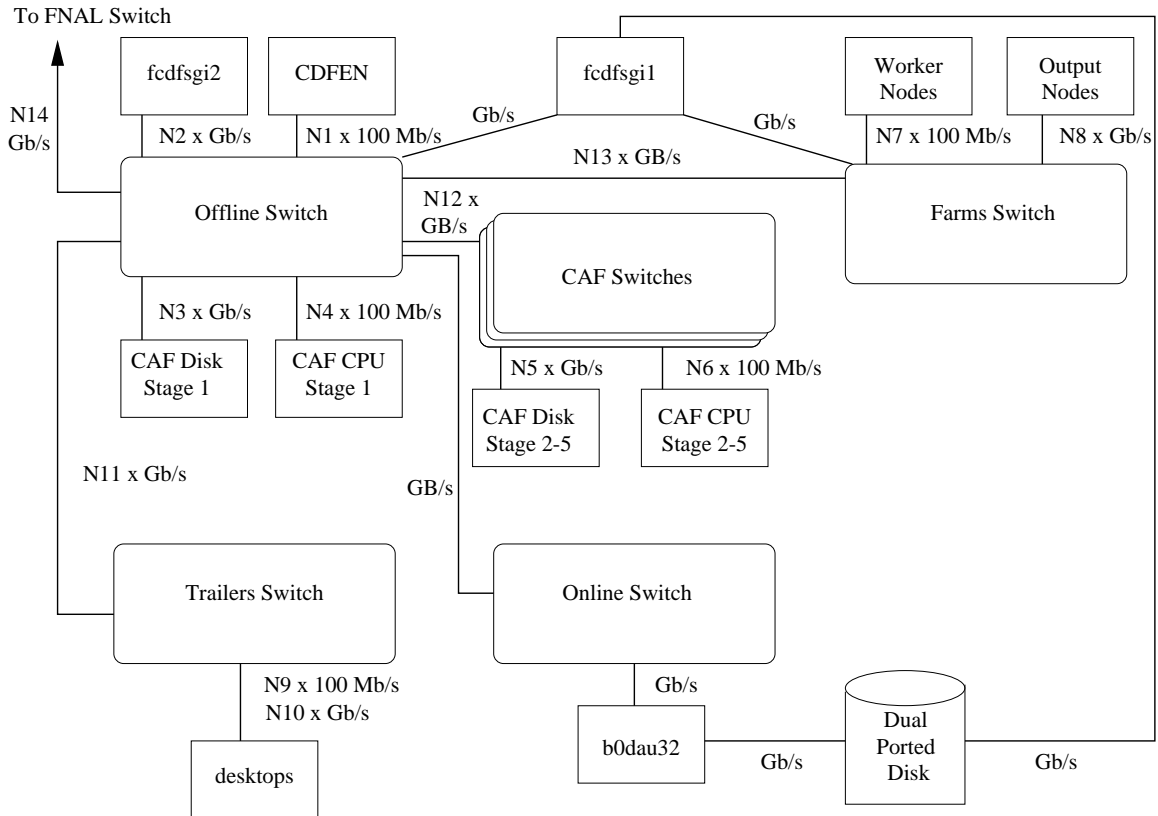 To FNAL Switch
N14
Gb/s
fcdfsgi2
CDFEN
fcdfsgi1
Worker
Nodes
Output
Nodes
N2 x Gb/s
N1 x 100 Mb/s
Gb/s
Gb/s
N7 x 100 Mb/s
N8 x Gb/s
N13 x GB/s
Offline Switch
N12 x
GB/s
CAF Switches
Farms Switch
N3 x Gb/s
N4 x 100 Mb/s
CAF Disk
Stage 1
CAF CPU
Stage 1
N5 x Gb/s
N6 x 100 Mb/s
CAF Disk
Stage 2-5
CAF CPU
Stage 2-5
N11 x Gb/s
GB/s
Trailers Switch
Online Switch
N9 x 100 Mb/s
N10 x Gb/s
Gb/s
desktops
b0dau32
Gb/s
Dual
Ported
Disk
Gb/s